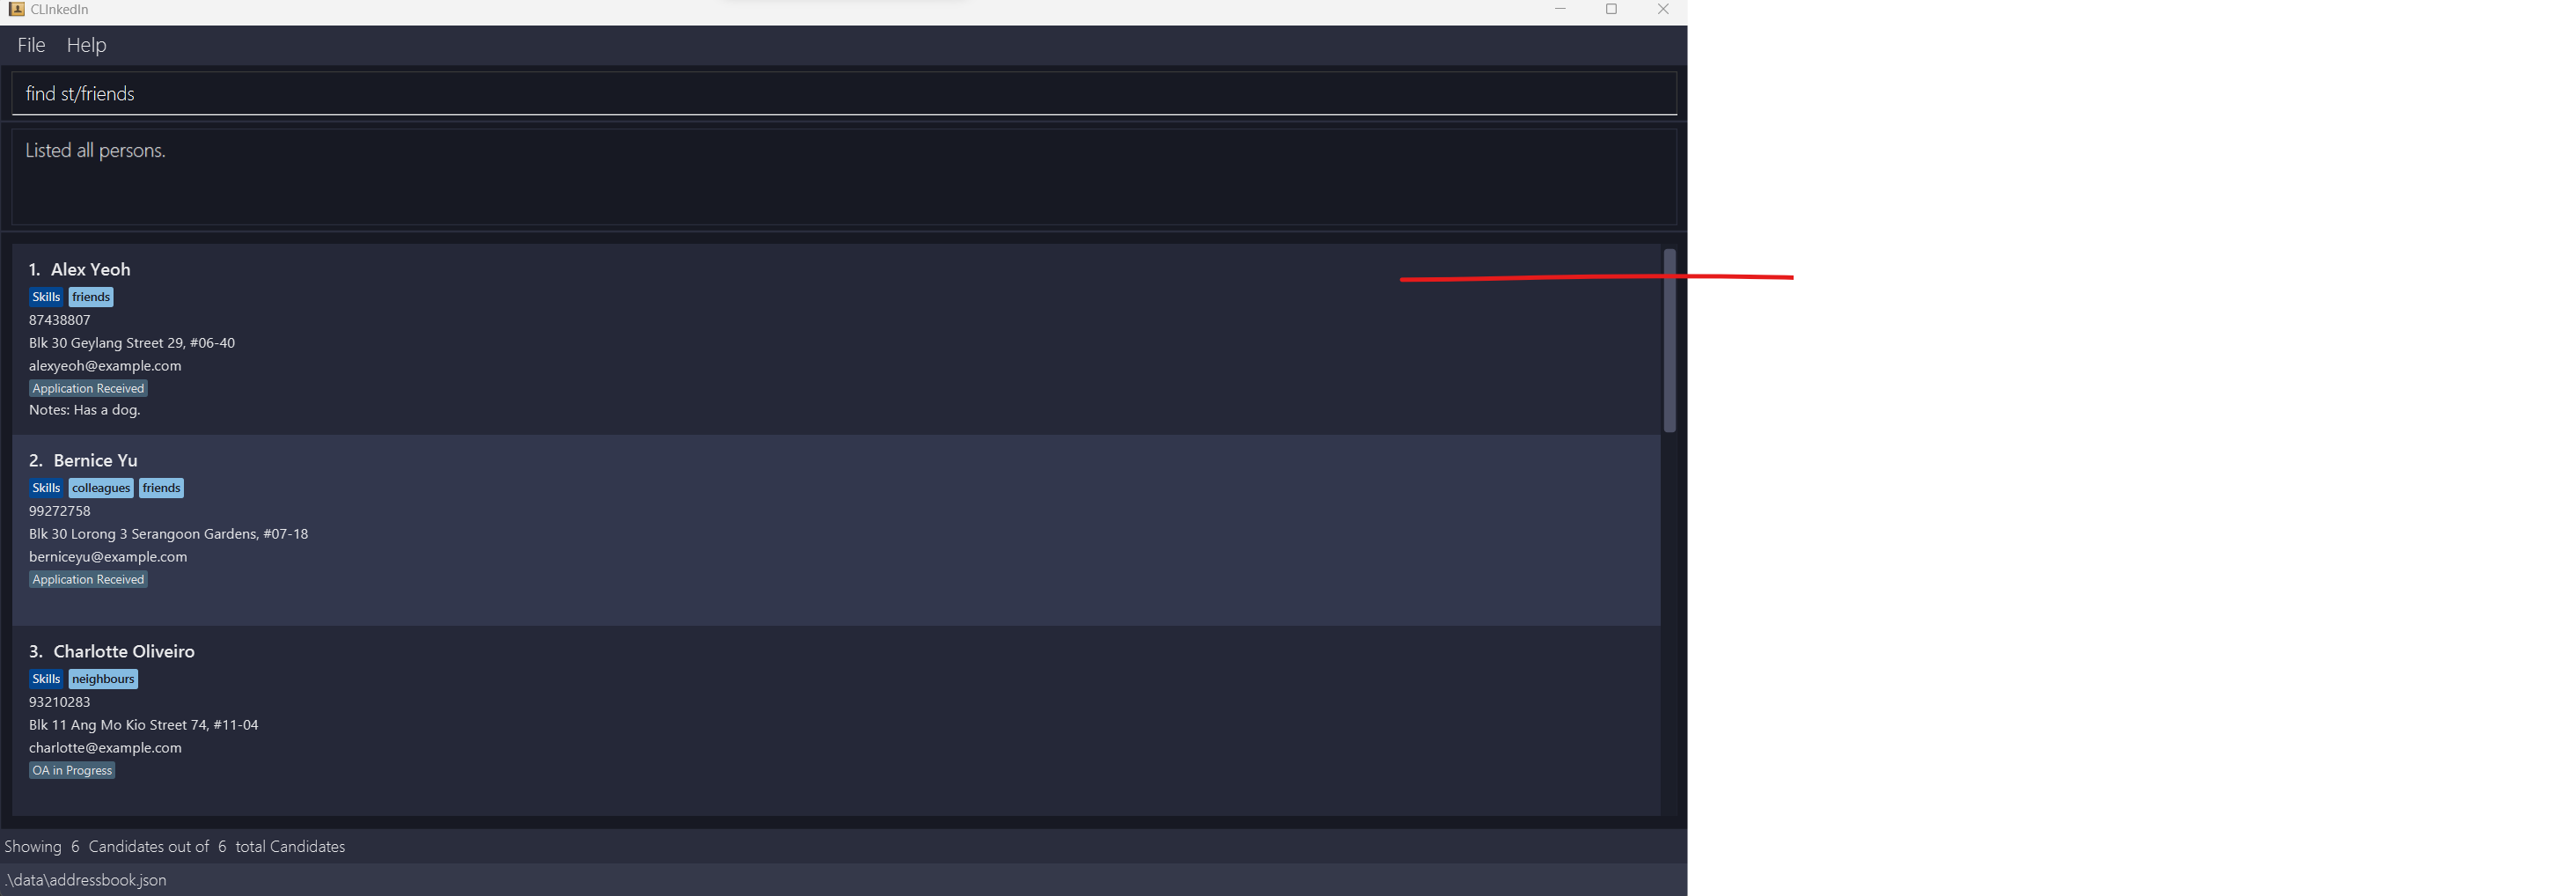 CLInkedIn
File Help
find st/friends
Listed all persons.
1. Alex Yeoh
Skills friends
87438807
Blk 30 Geylang Street 29, #06-40
alexyeoh@example.com
Application Received
Notes: Has a dog.
2. Bernice Yu
Skills colleagues friends
99272758
Blk 30 Lorong 3 Serangoon Gardens, #07-18
berniceyu@example.com
Application Received
3. Charlotte Oliveiro
Skills neighbours
93210283
Blk 11 Ang Mo Kio Street 74, #11-04
charlotte@example.com
OA in Progress
Showing 6 Candidates out of 6 total Candidates
.\data\addressbook.json